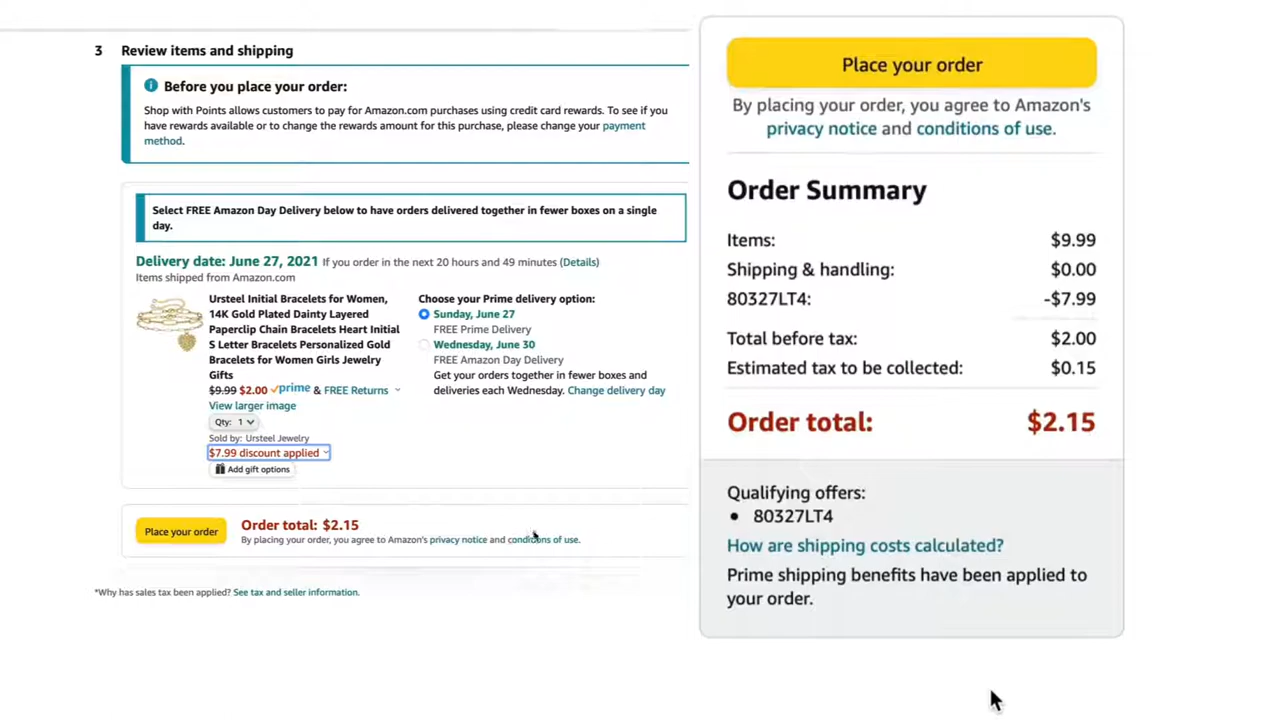 3 Review items and shipping
Before you place your order:
Shop with Points allows customers to pay for Amazon.com purchases using credit card rewards. To see if you
have rewards available or to change the rewards amount for this purchase, please change your payment
method.
Select FREE Amazon Day Delivery below to have orders delivered together in fewer boxes on a single
day.
Delivery date: June 27, 2021 If you order in the next 20 hours and 49 minutes (Details)
Items shipped from Amazon.com
Ursteel Initial Bracelets for Women,
14K Gold Plated Dainty Layered
Paperclip Chain Bracelets Heart Initial
S Letter Bracelets Personalized Gold
Bracelets for Women Girls Jewelry
Gifts
$9.99 $2.00 prime & FREE Returns
View larger image
Qty: 1
Sold by: Ursteel Jewelry
$7.99 discount applied
Add gift options
Choose your Prime delivery option:
Sunday, June 27
FREE Prime Delivery
Wednesday, June 30
FREE Amazon Day Delivery
Get your orders together in fewer boxes and
deliveries each Wednesday. Change delivery day
Place your order
Order total: $2.15
By placing your order, you agree to Amazon's privacy notice and conditions of use.
*Why has sales tax been applied? See tax and seller information.
Place your order
By placing your order, you agree to Amazon's
privacy notice and conditions of use.
Order Summary
Items: $9.99
Shipping & handling: $0.00
80327LT4: -$7.99
Total before tax: $2.00
Estimated tax to be collected: $0.15
Order total: $2.15
Qualifying offers:
• 80327LT4
How are shipping costs calculated?
Prime shipping benefits have been applied to
your order.